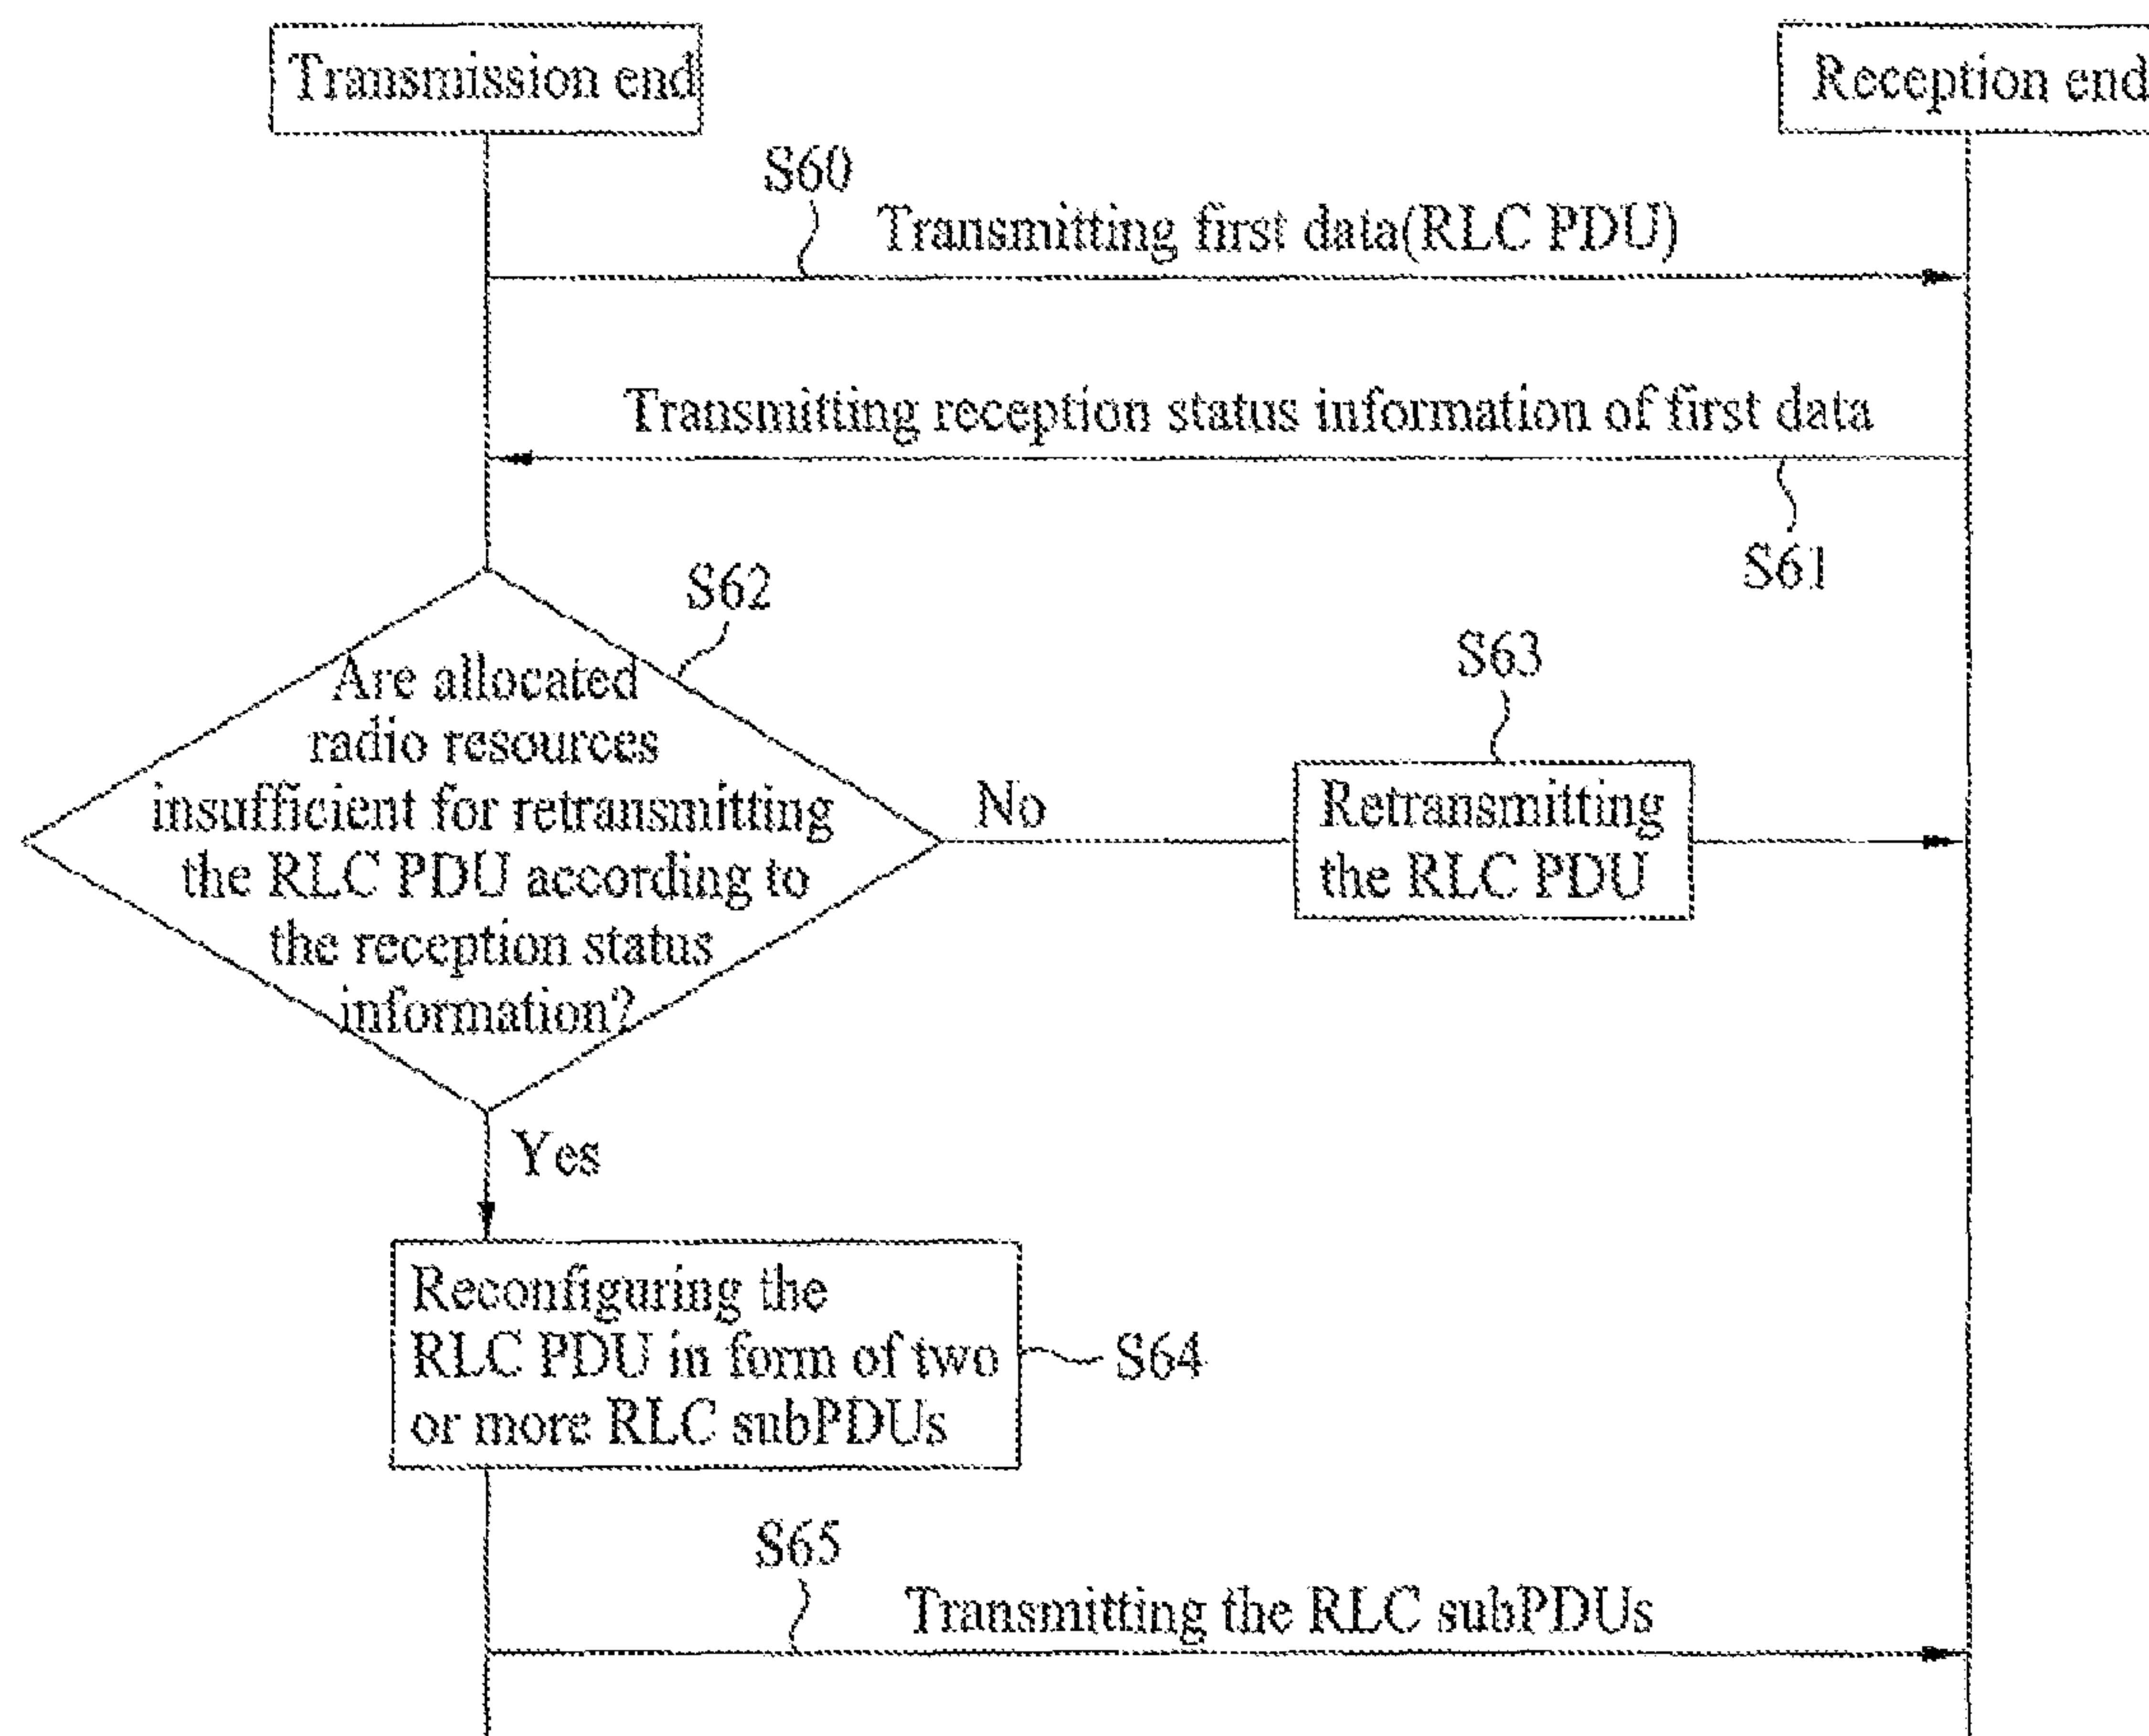 Transmission end
Reception end
S60
Transmitting first data(RLC PDU)
Transmitting reception status information of first data
S61
S62
Are allocated
radio resources
insufficient for retransmitting
the RLC PDU according to
the reception status
information?
No
S63
Retransmitting
the RLC PDU
Yes
Reconfiguring the
RLC PDU in form of two
or more RLC subPDUs
S64
S65
Transmitting the RLC subPDUs